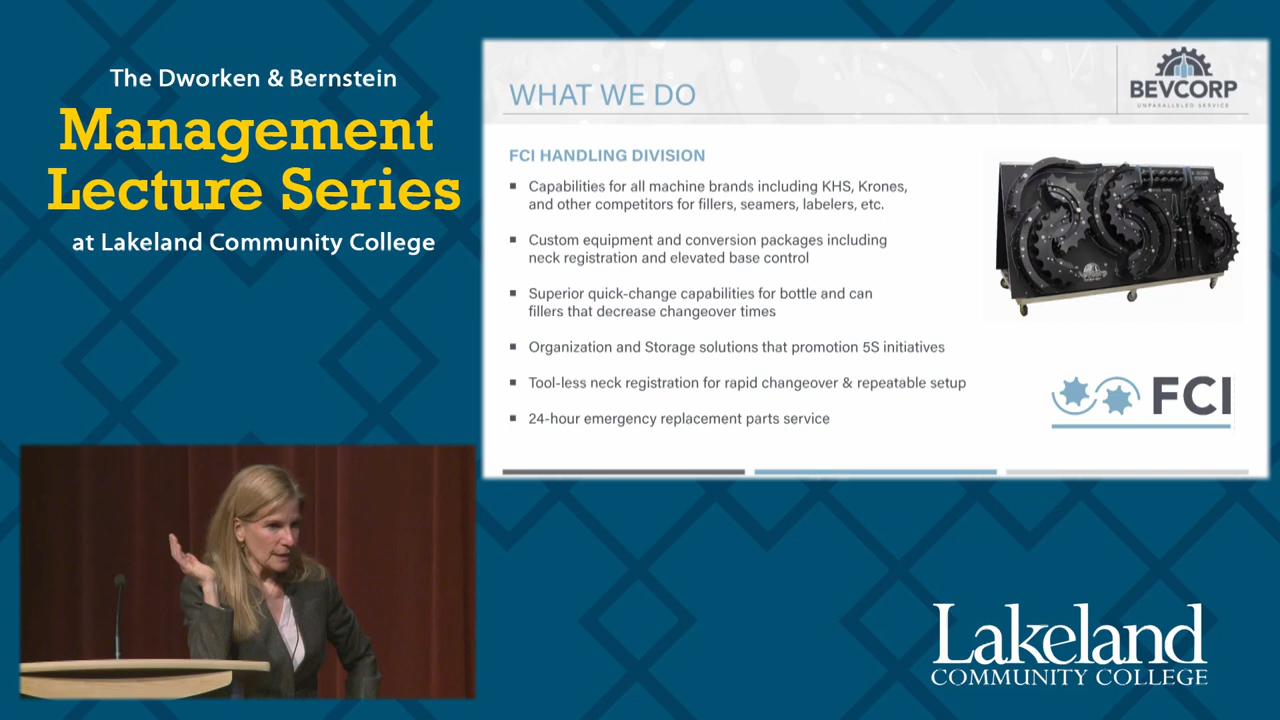 The Dworken & Bernstein
Management
Lecture Series
at Lakeland Community College
WHAT WE DO
BEVCORP
UNPARALLELED SERVICE
FCI HANDLING DIVISION
▪ Capabilities for all machine brands including KHS, Krones,
and other competitors for fillers, seamers, labelers, etc.
▪ Custom equipment and conversion packages including
neck registration and elevated base control
▪ Superior quick-change capabilities for bottle and can
fillers that decrease changeover times
▪ Organization and Storage solutions that promotion 5S initiatives
▪ Tool-less neck registration for rapid changeover & repeatable setup
▪ 24-hour emergency replacement parts service
FCI
Lakeland
COMMUNITY COLLEGE